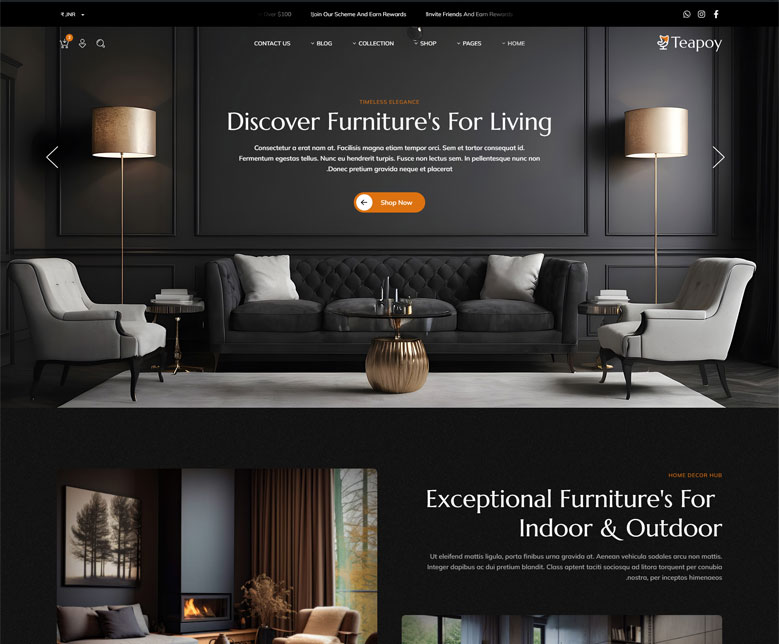 ₹ INR
Over $100
!Join Our Scheme And Earn Rewards
!Invite Friends And Earn Rewards
3
CONTACT US
BLOG
COLLECTION
SHOP
PAGES
HOME
Teapoy
TIMELESS ELEGANCE
Discover Furniture's For Living
Consectetur a erat nam at. Facilisis magna etiam tempor orci. Sem et tortor consequat id.
Fermentum egestas tellus. Nunc eu hendrerit turpis. Fusce non lectus sem. In pellentesque nunc non
.Donec pretium gravida neque et placerat
Shop Now
HOME DECOR HUB
Exceptional Furniture's For
Indoor & Outdoor
Ut eleifend mattis ligula, porta finibus urna gravida at. Aenean vehicula sodales arcu non mattis.
Integer dapibus ac dui pretium blandit. Class aptent taciti sociosqu ad litora torquent per conubia
.nostra, per inceptos himenaeos